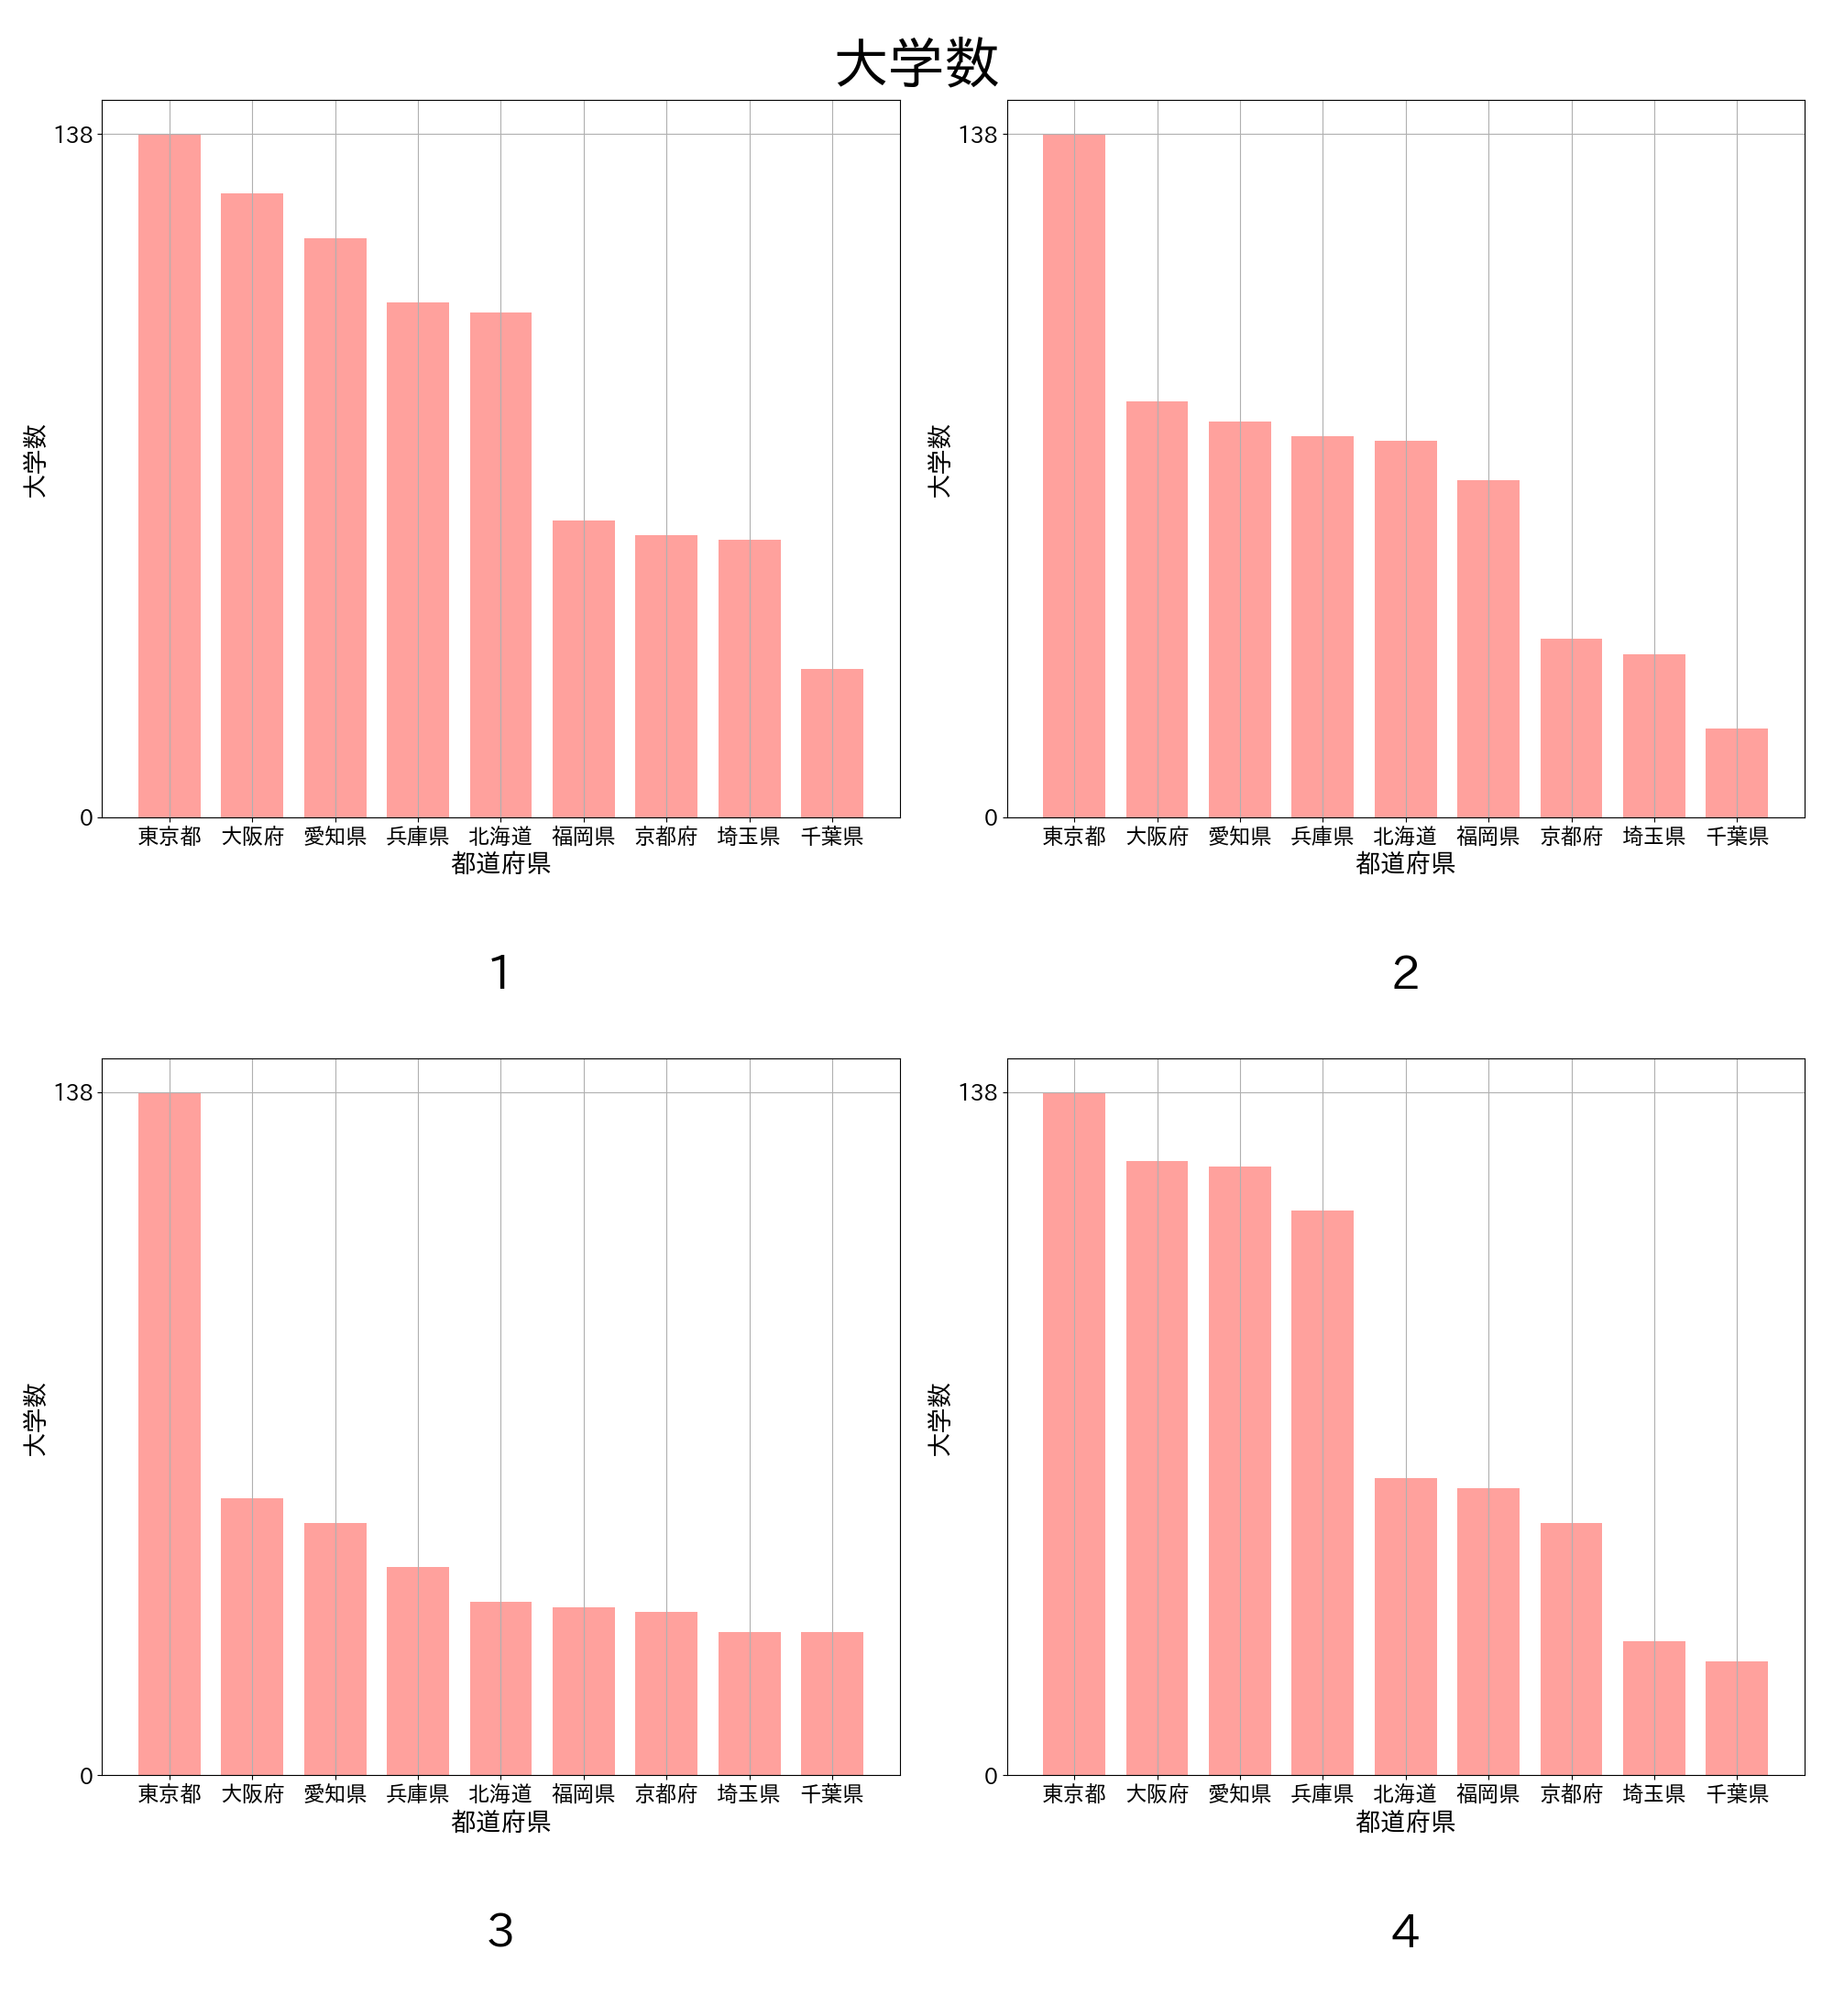 大学数
138
0
大学数
東京都 大阪府 愛知県 兵庫県 北海道 福岡県 京都府 埼玉県 千葉県
都道府県
1
138
0
大学数
東京都 大阪府 愛知県 兵庫県 北海道 福岡県 京都府 埼玉県 千葉県
都道府県
2
138
0
大学数
東京都 大阪府 愛知県 兵庫県 北海道 福岡県 京都府 埼玉県 千葉県
都道府県
3
138
0
大学数
東京都 大阪府 愛知県 兵庫県 北海道 福岡県 京都府 埼玉県 千葉県
都道府県
4